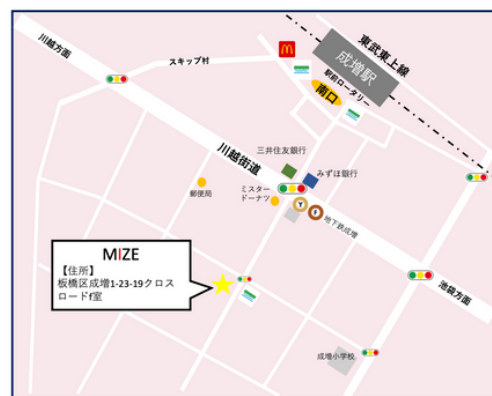 川越方面
スキップ村
東武東上線
成増駅
駅前ロータリー
南口
三井住友銀行
川越街道
みずほ銀行
ミスター
ドーナツ
郵便局
地下鉄成増
MIZE
【住所】
板橋区成増1-23-19クロス
ロードf室
池袋方面
成増小学校